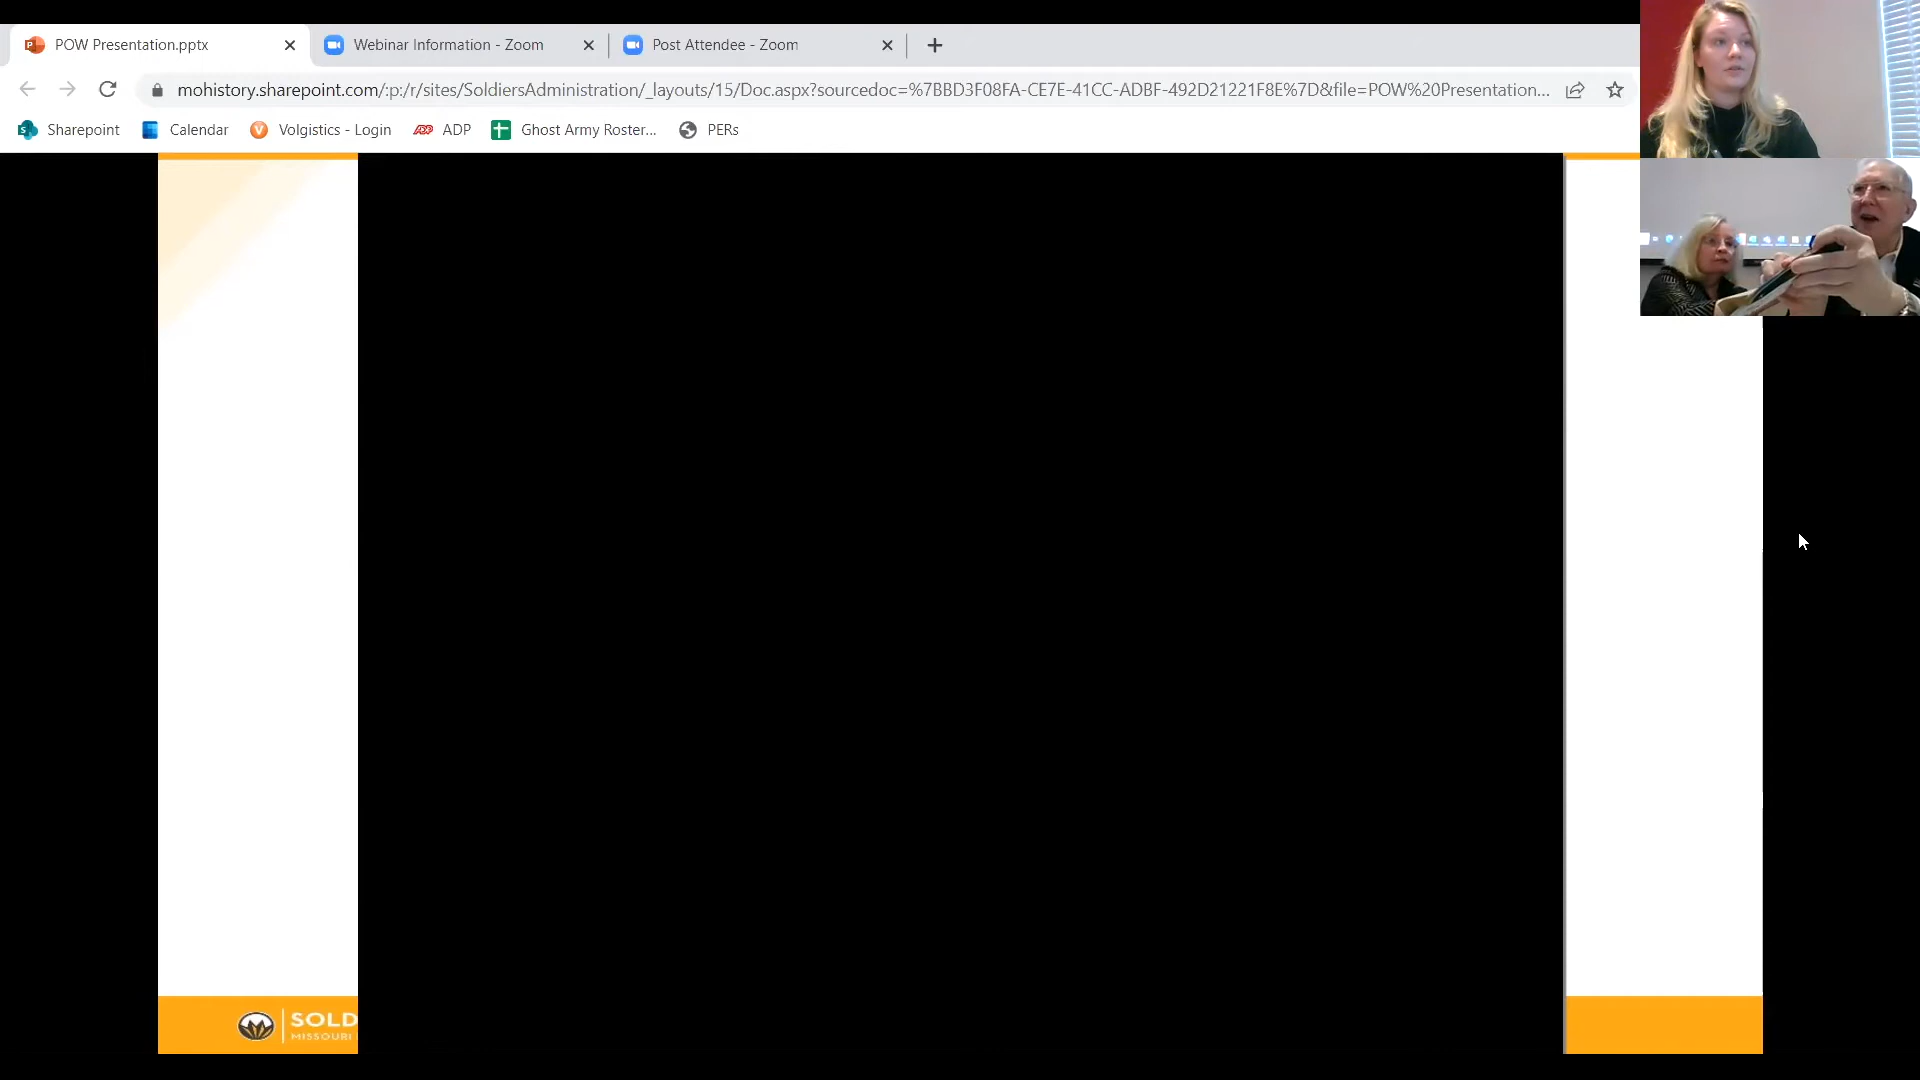 POW Presentation.pptx
Webinar Information - Zoom
Post Attendee - Zoom
mohistory.sharepoint.com/:p:/r/sites/SoldiersAdministration/_layouts/15/Doc.aspx?sourcedoc=%7BBD3F08FA-CE7E-41CC-ADBF-492D21221F8E%7D&file=POW%20Presentation...
Sharepoint
Calendar
Volgistics - Login
ADP
Ghost Army Roster...
PERs
SOLD
MISSOURI